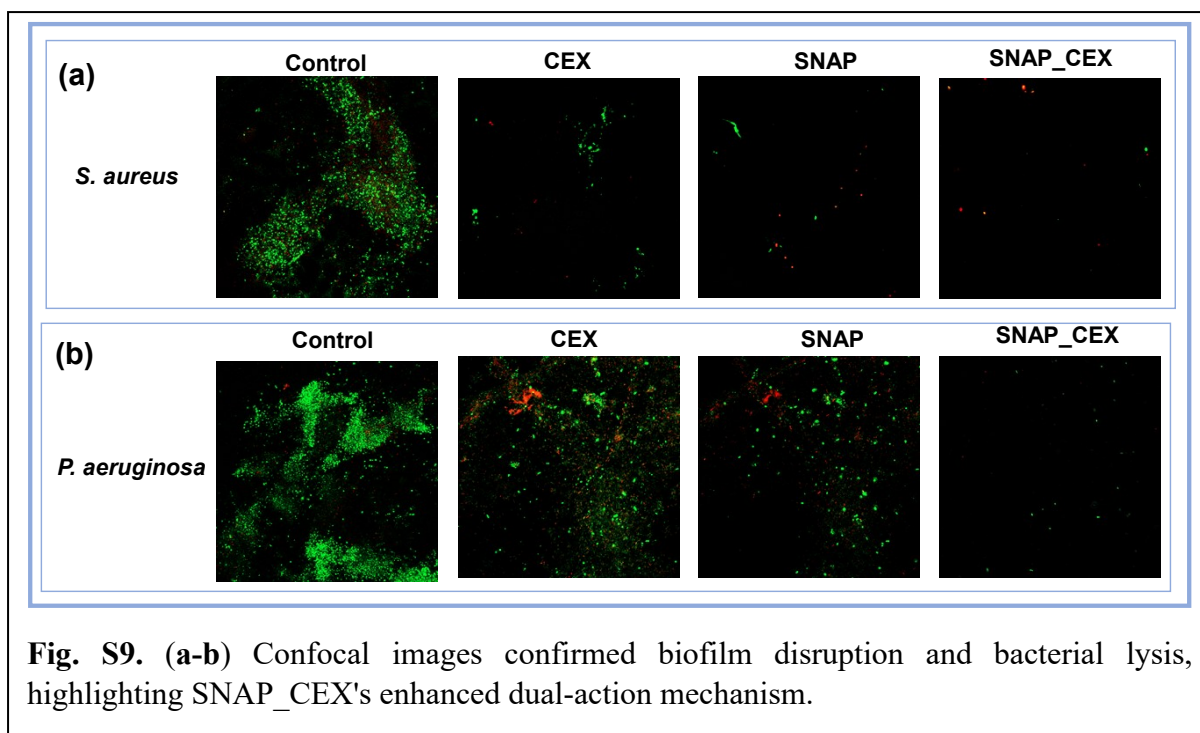 (a)
Control CEX SNAP SNAP_CEX
S. aureus
(b)
Control CEX SNAP SNAP_CEX
P. aeruginosa
Fig. S9. (a-b) Confocal images confirmed biofilm disruption and bacterial lysis,
highlighting SNAP_CEX's enhanced dual-action mechanism.